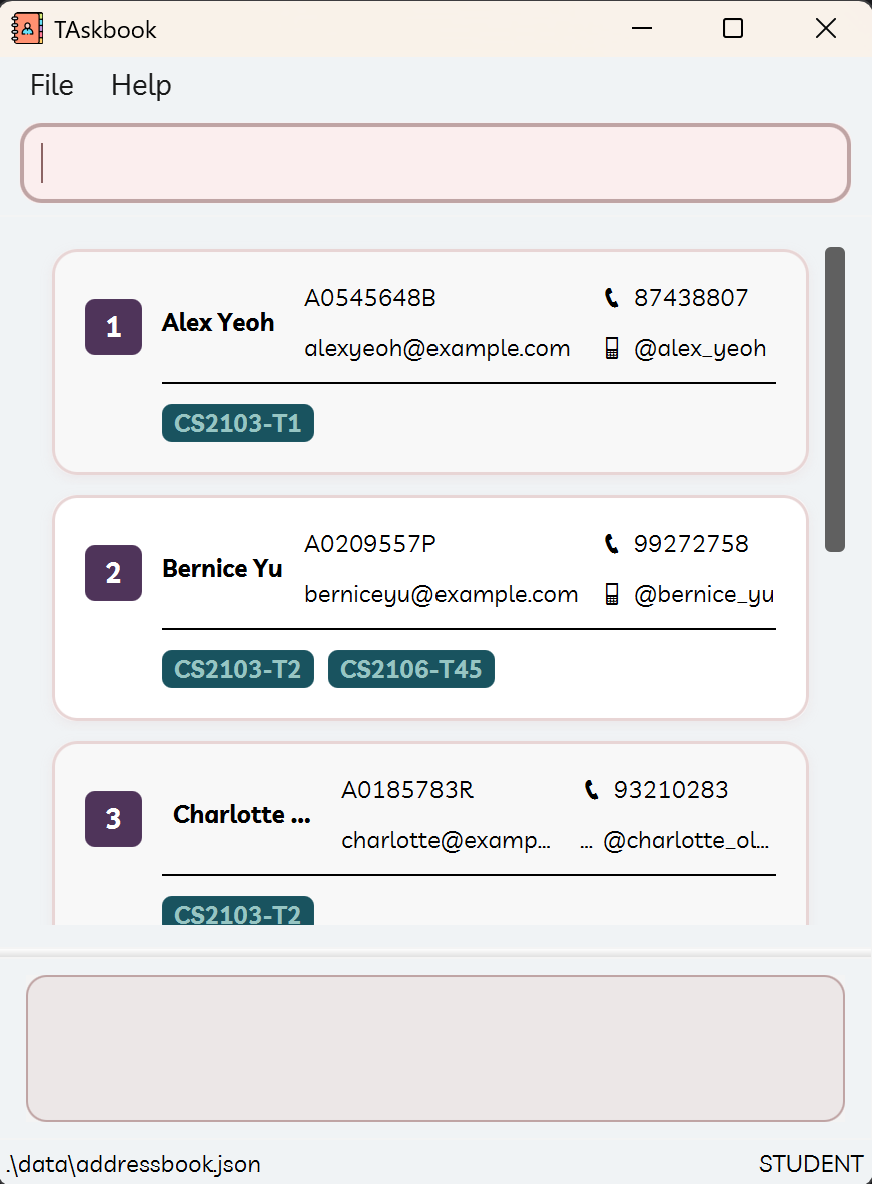 TAskbook
File Help
1
Alex Yeoh
A0545648B
87438807
alexyeoh@example.com
@alex_yeoh
CS2103-T1
2
Bernice Yu
A0209557P
99272758
berniceyu@example.com
@bernice_yu
CS2103-T2 CS2106-T45
3
Charlotte ...
A0185783R
93210283
charlotte@examp...
... @charlotte_ol...
CS2103-T2
.\data\addressbook.json
STUDENT